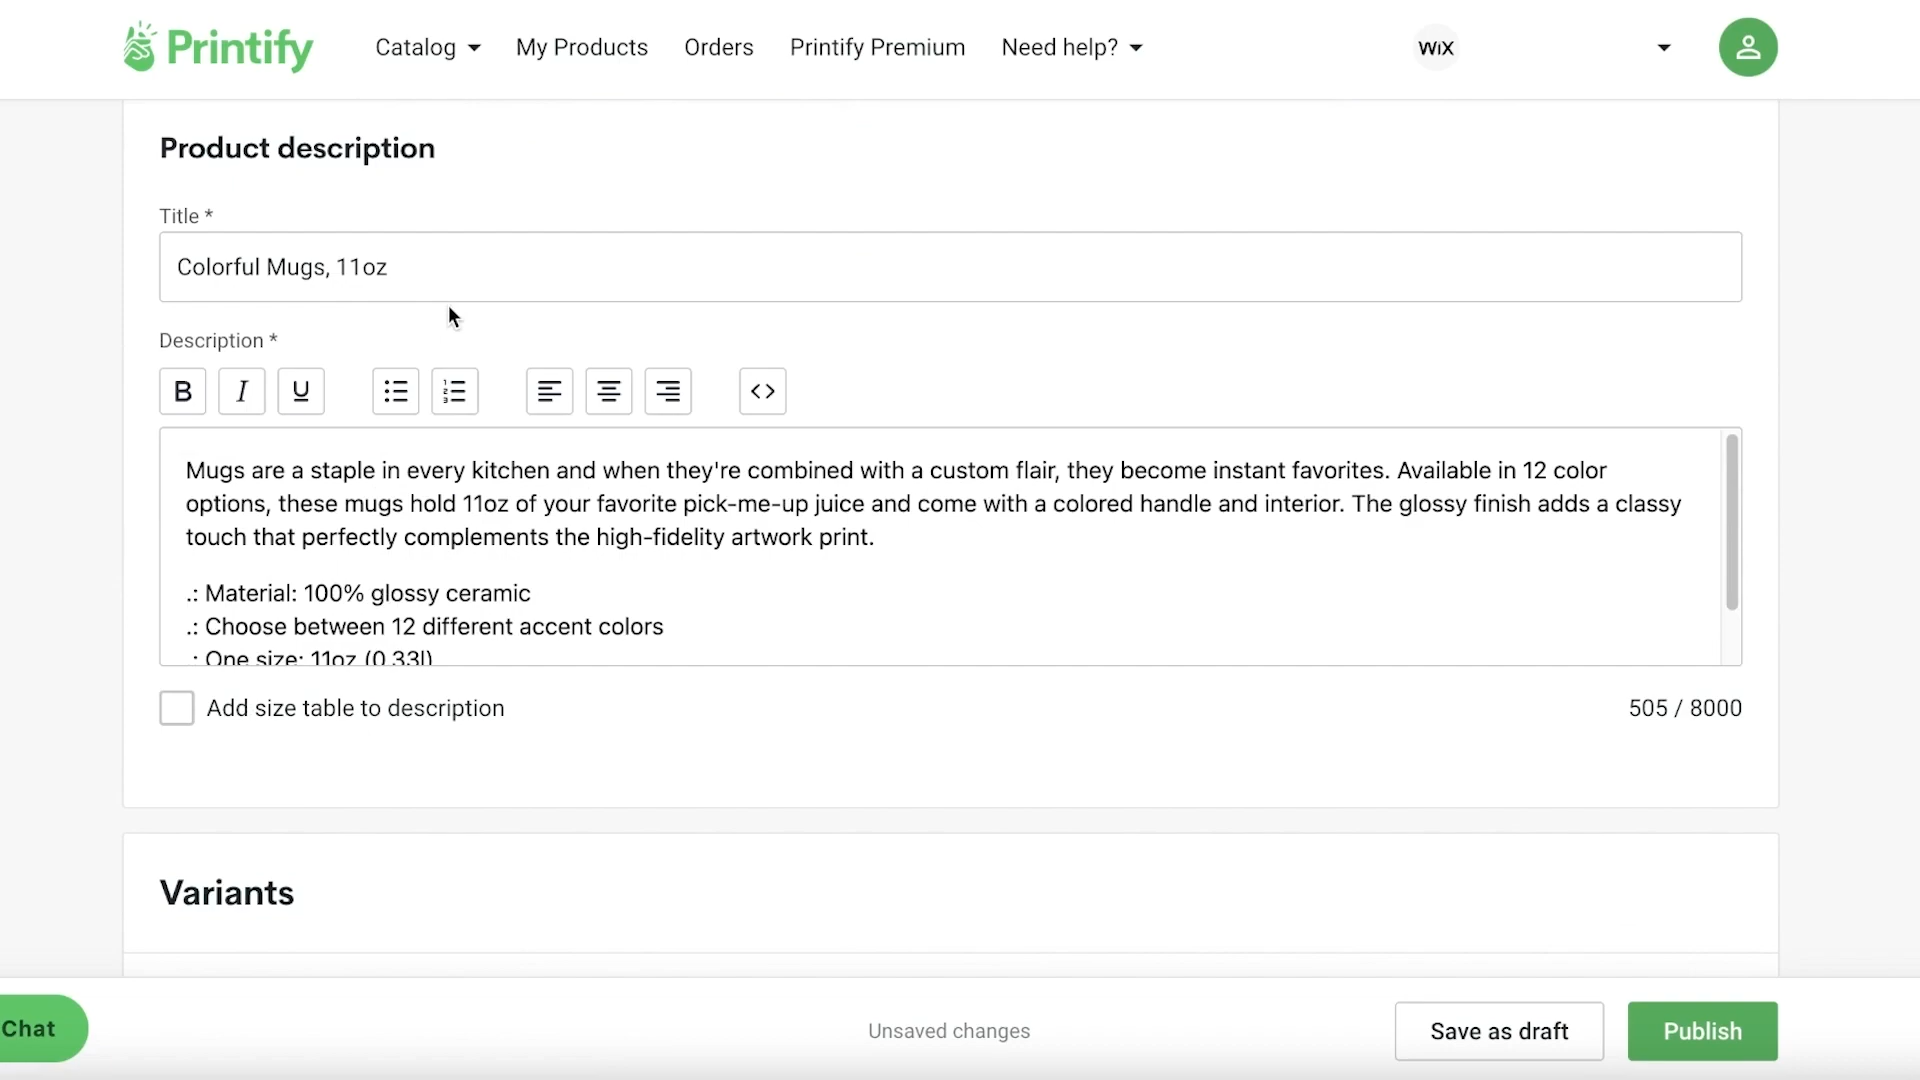 Printify
Catalog
My Products
Orders
Printify Premium
Need help?
WiX
Product description
Title *
Colorful Mugs, 11oz
Description *
B
I
U
Mugs are a staple in every kitchen and when they're combined with a custom flair, they become instant favorites. Available in 12 color
options, these mugs hold 11oz of your favorite pick-me-up juice and come with a colored handle and interior. The glossy finish adds a classy
touch that perfectly complements the high-fidelity artwork print.
.: Material: 100% glossy ceramic
.: Choose between 12 different accent colors
.: One size: 11oz (0.33l)
Add size table to description
505 / 8000
Variants
Chat
Unsaved changes
Save as draft
Publish